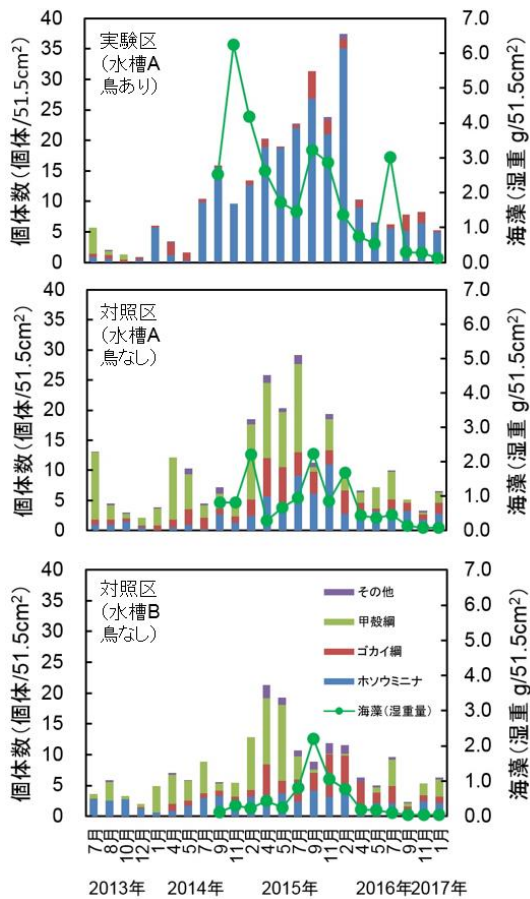 40
35
30
25
20
15
10
5
0
個体数(個体/51.5cm²)
実験区
(水槽A
鳥あり)
7.0
6.0
5.0
4.0
3.0
2.0
1.0
0.0
海藻(湿重 g/51.5cm²)
40
35
30
25
20
15
10
5
0
個体数(個体/51.5cm²)
対照区
(水槽A
鳥なし)
7.0
6.0
5.0
4.0
3.0
2.0
1.0
0.0
海藻(湿重 g/51.5cm²)
40
35
30
25
20
15
10
5
0
個体数(個体/51.5cm²)
対照区
(水槽B
鳥なし)
その他
甲殻綱
ゴカイ綱
ホソウミニナ
海藻(湿重量)
7.0
6.0
5.0
4.0
3.0
2.0
1.0
0.0
海藻(湿重 g/51.5cm²)
7月 8月 10月 12月 1月 4月 5月 7月 9月 11月 2月 4月 5月 7月 9月 11月 2月 4月 5月 7月 9月 11月 1月
2013年 2014年 2015年 2016年 2017年